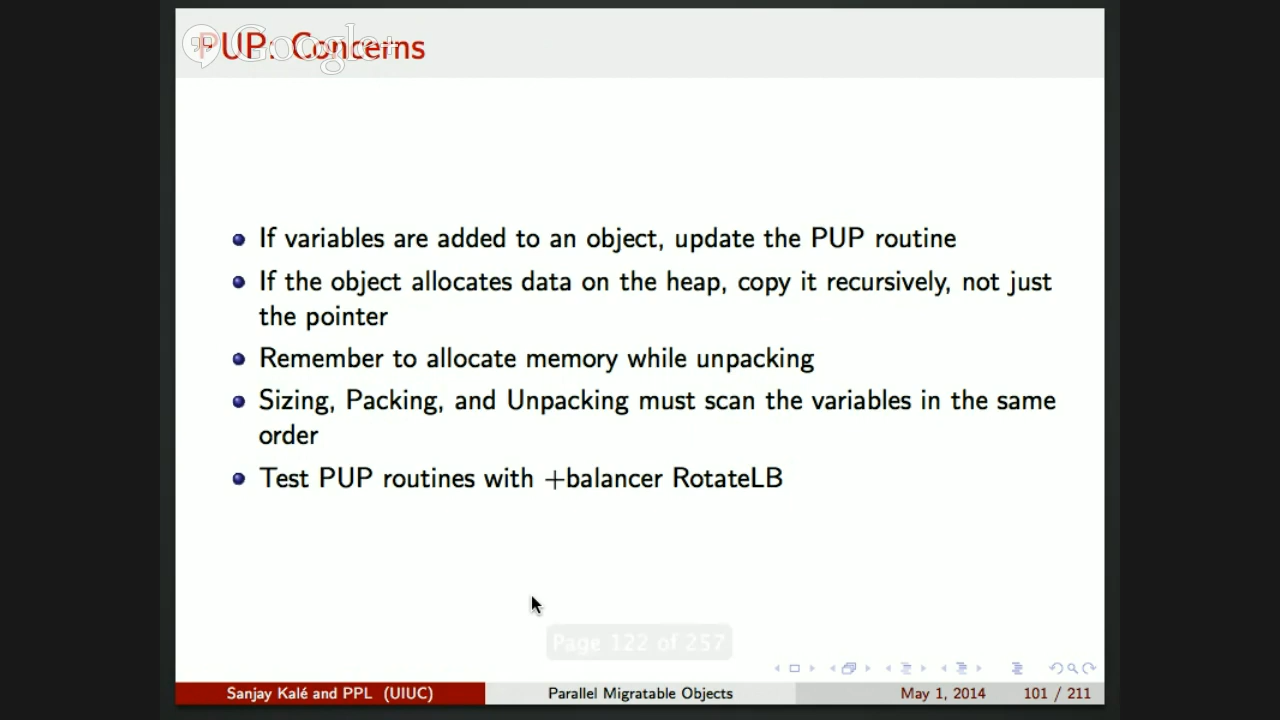 PUP: Concerns
Google+
If variables are added to an object, update the PUP routine
If the object allocates data on the heap, copy it recursively, not just
the pointer
Remember to allocate memory while unpacking
Sizing, Packing, and Unpacking must scan the variables in the same
order
Test PUP routines with +balancer RotateLB
Page 122 of 257
Sanjay Kalé and PPL (UIUC) Parallel Migratable Objects May 1, 2014 101 / 211